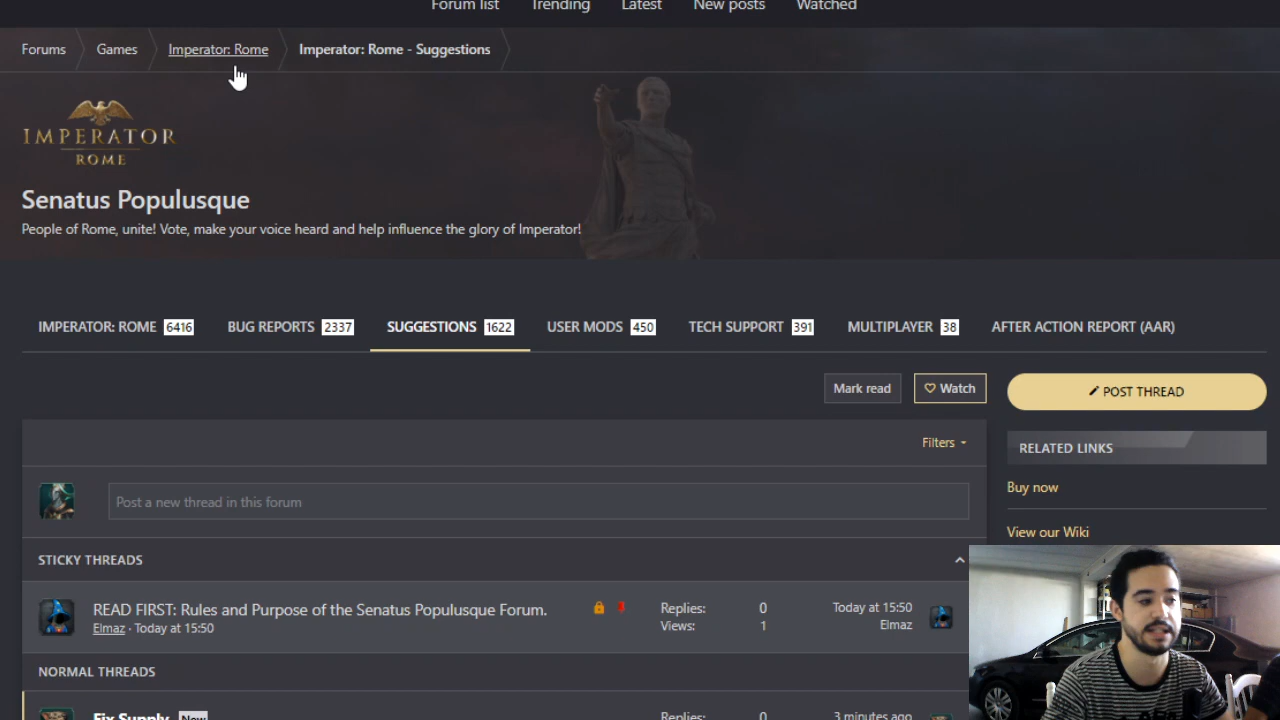 Forum list Trending Latest New posts Watched
Forums Games Imperator: Rome Imperator: Rome - Suggestions
IMPERATOR
ROME
Senatus Populusque
People of Rome, unite! Vote, make your voice heard and help influence the glory of Imperator!
IMPERATOR: ROME 6416 BUG REPORTS 2337 SUGGESTIONS 1622 USER MODS 450 TECH SUPPORT 391 MULTIPLAYER 38 AFTER ACTION REPORT (AAR)
Mark read Watch POST THREAD
Filters
RELATED LINKS
Buy now
Post a new thread in this forum
View our Wiki
STICKY THREADS
READ FIRST: Rules and Purpose of the Senatus Populusque Forum. Replies: 0 Today at 15:50
Elmaz · Today at 15:50 Views: 1 Elmaz
NORMAL THREADS
Fix Supply New Replies: 0 3 minutes ago